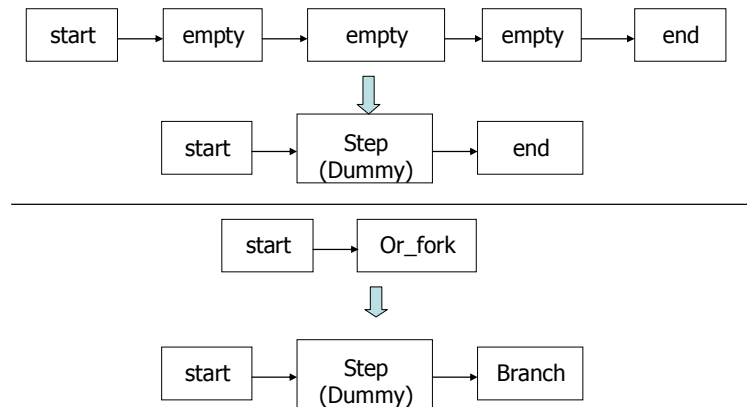 start
empty
empty
empty
end
start
Step
(Dummy)
end
start
Or_fork
start
Step
(Dummy)
Branch